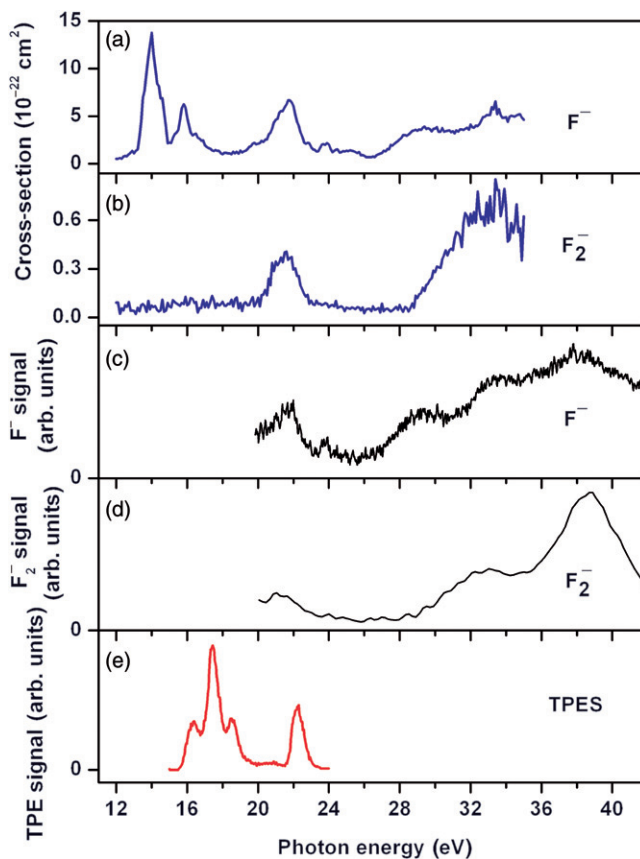 (a)
15
10
5
0
F⁻
Cross-section (10⁻²² cm²)
(b)
0.6
0.3
0.0
F₂⁻
(c)
F⁻ signal
(arb. units)
0
F⁻
(d)
F₂⁻ signal
(arb. units)
0
F₂⁻
(e)
TPE signal (arb. units)
0
TPES
12 16 20 24 28 32 36 40
Photon energy (eV)